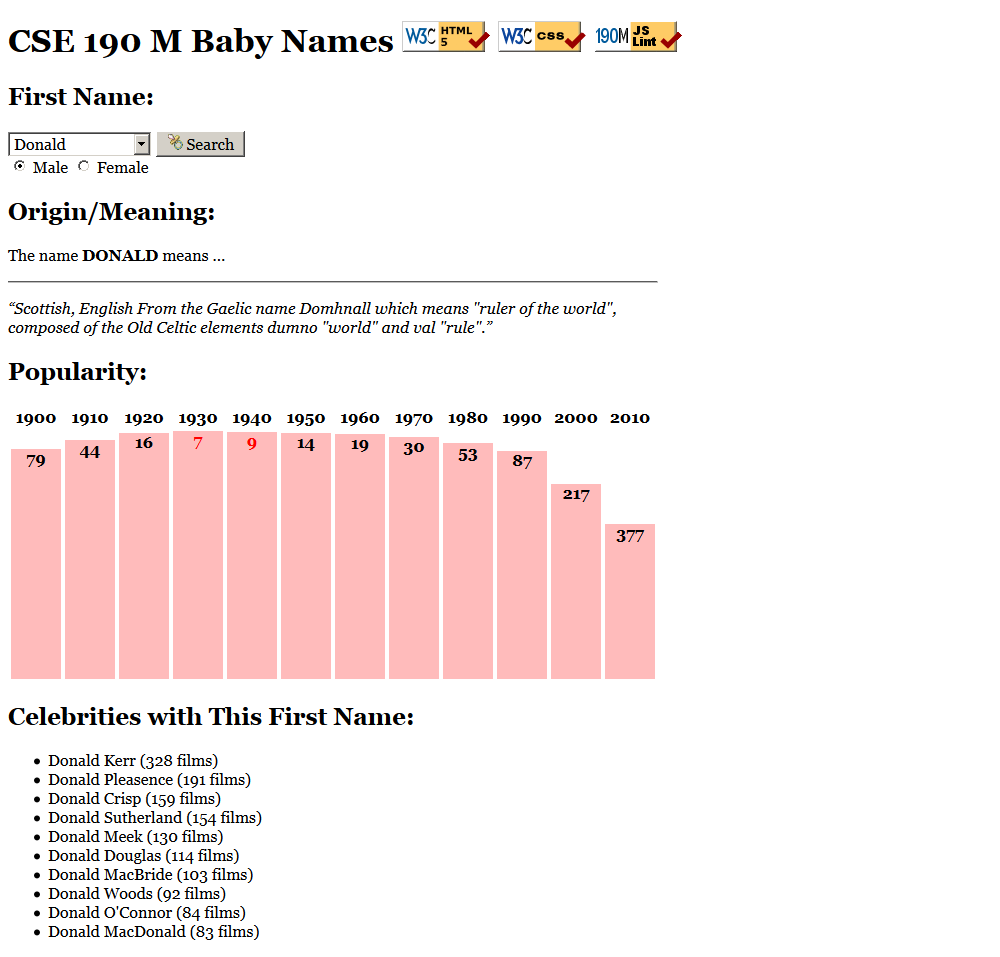 CSE 190 M Baby Names W3C HTML 5 W3C css 190M JS Lint
First Name:
Donald Search
Male Female
Origin/Meaning:
The name DONALD means ...
“Scottish, English From the Gaelic name Domhnall which means "ruler of the world",
composed of the Old Celtic elements dumno "world" and val "rule".”
Popularity:
1900 1910 1920 1930 1940 1950 1960 1970 1980 1990 2000 2010
79 44 16 7 9 14 19 30 53 87 217 377
Celebrities with This First Name:
• Donald Kerr (328 films)
• Donald Pleasence (191 films)
• Donald Crisp (159 films)
• Donald Sutherland (154 films)
• Donald Meek (130 films)
• Donald Douglas (114 films)
• Donald MacBride (103 films)
• Donald Woods (92 films)
• Donald O'Connor (84 films)
• Donald MacDonald (83 films)